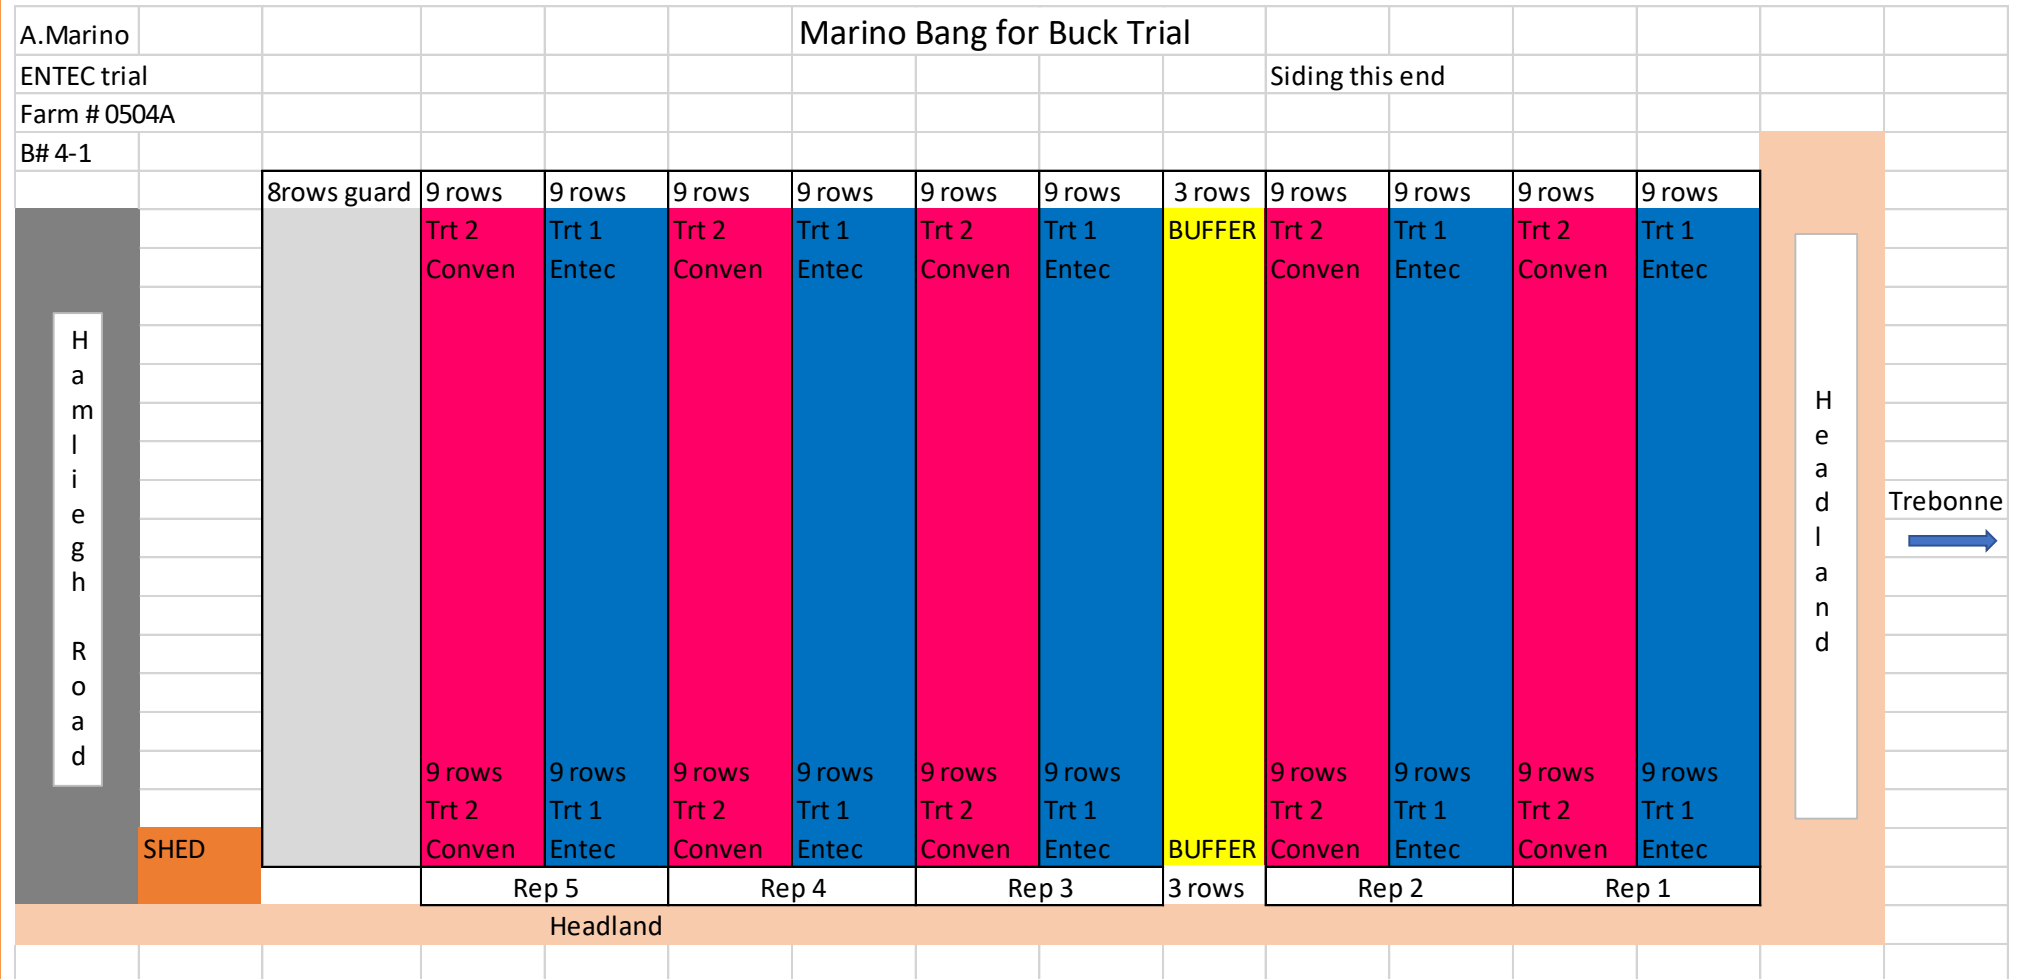 A.Marino
Marino Bang for Buck Trial
ENTEC trial
Siding this end
Farm # 0504A
B# 4-1
8rows guard 9 rows 9 rows 9 rows 9 rows 9 rows 9 rows 3 rows 9 rows 9 rows 9 rows 9 rows
Trt 2 Trt 1 Trt 2 Trt 1 Trt 2 Trt 1 BUFFER Trt 2 Trt 1 Trt 2 Trt 1
Conven Entec Conven Entec Conven Entec Conven Entec Conven Entec
Hamliegh Road
Headland
Trebonne
9 rows 9 rows 9 rows 9 rows 9 rows 9 rows 9 rows 9 rows 9 rows 9 rows
Trt 2 Trt 1 Trt 2 Trt 1 Trt 2 Trt 1 Trt 2 Trt 1 Trt 2 Trt 1
SHED Conven Entec Conven Entec Conven Entec BUFFER Conven Entec Conven Entec
Rep 5 Rep 4 Rep 3 3 rows Rep 2 Rep 1
Headland